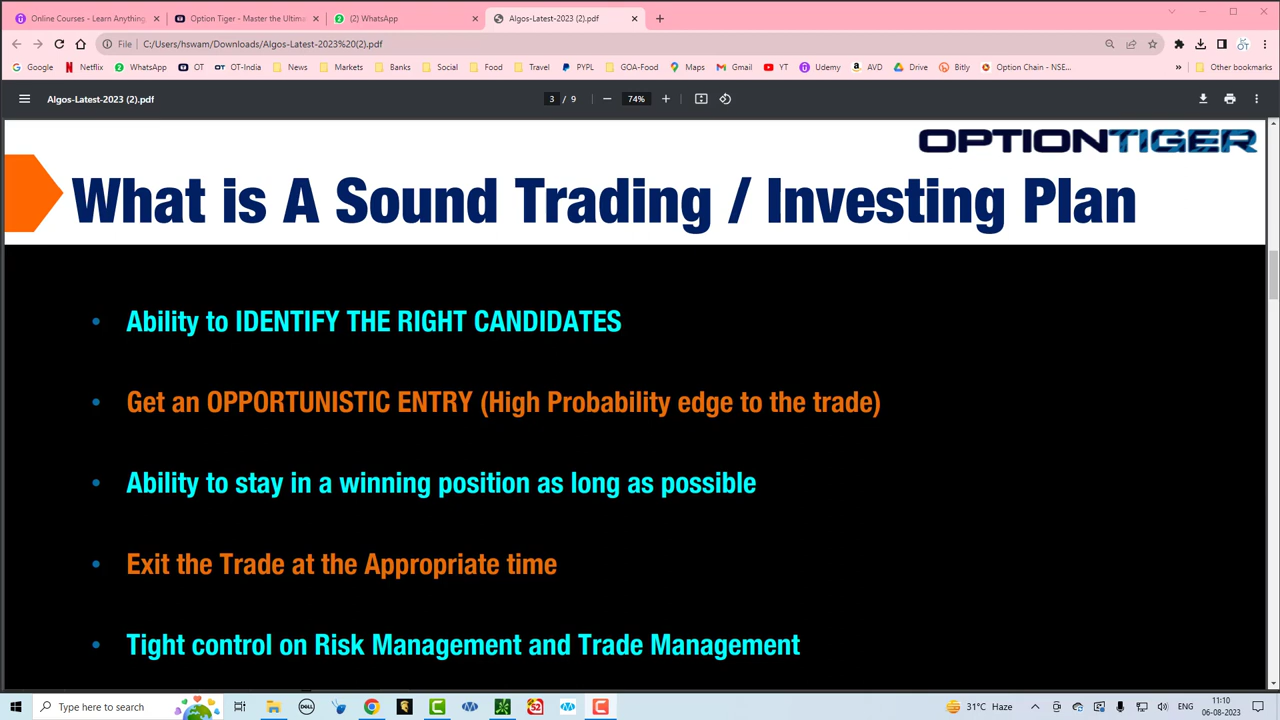 Online Courses - Learn Anything
Option Tiger - Master the Ultima
(2) WhatsApp
Algos-Latest-2023 (2).pdf
File
C:/Users/hswam/Downloads/Algos-Latest-2023%20(2).pdf
Google
Netflix
WhatsApp
OT
OT-India
News
Markets
Banks
Social
Food
Travel
PYPL
GOA-Food
Maps
Gmail
YT
Udemy
AVD
Drive
Bitly
Option Chain - NSE...
Other bookmarks
Algos-Latest-2023 (2).pdf
3 / 9
74%
OPTIONTIGER
What is A Sound Trading / Investing Plan
• Ability to IDENTIFY THE RIGHT CANDIDATES
• Get an OPPORTUNISTIC ENTRY (High Probability edge to the trade)
• Ability to stay in a winning position as long as possible
• Exit the Trade at the Appropriate time
• Tight control on Risk Management and Trade Management
Type here to search
31°C Haze
ENG
11:10
06-08-2023